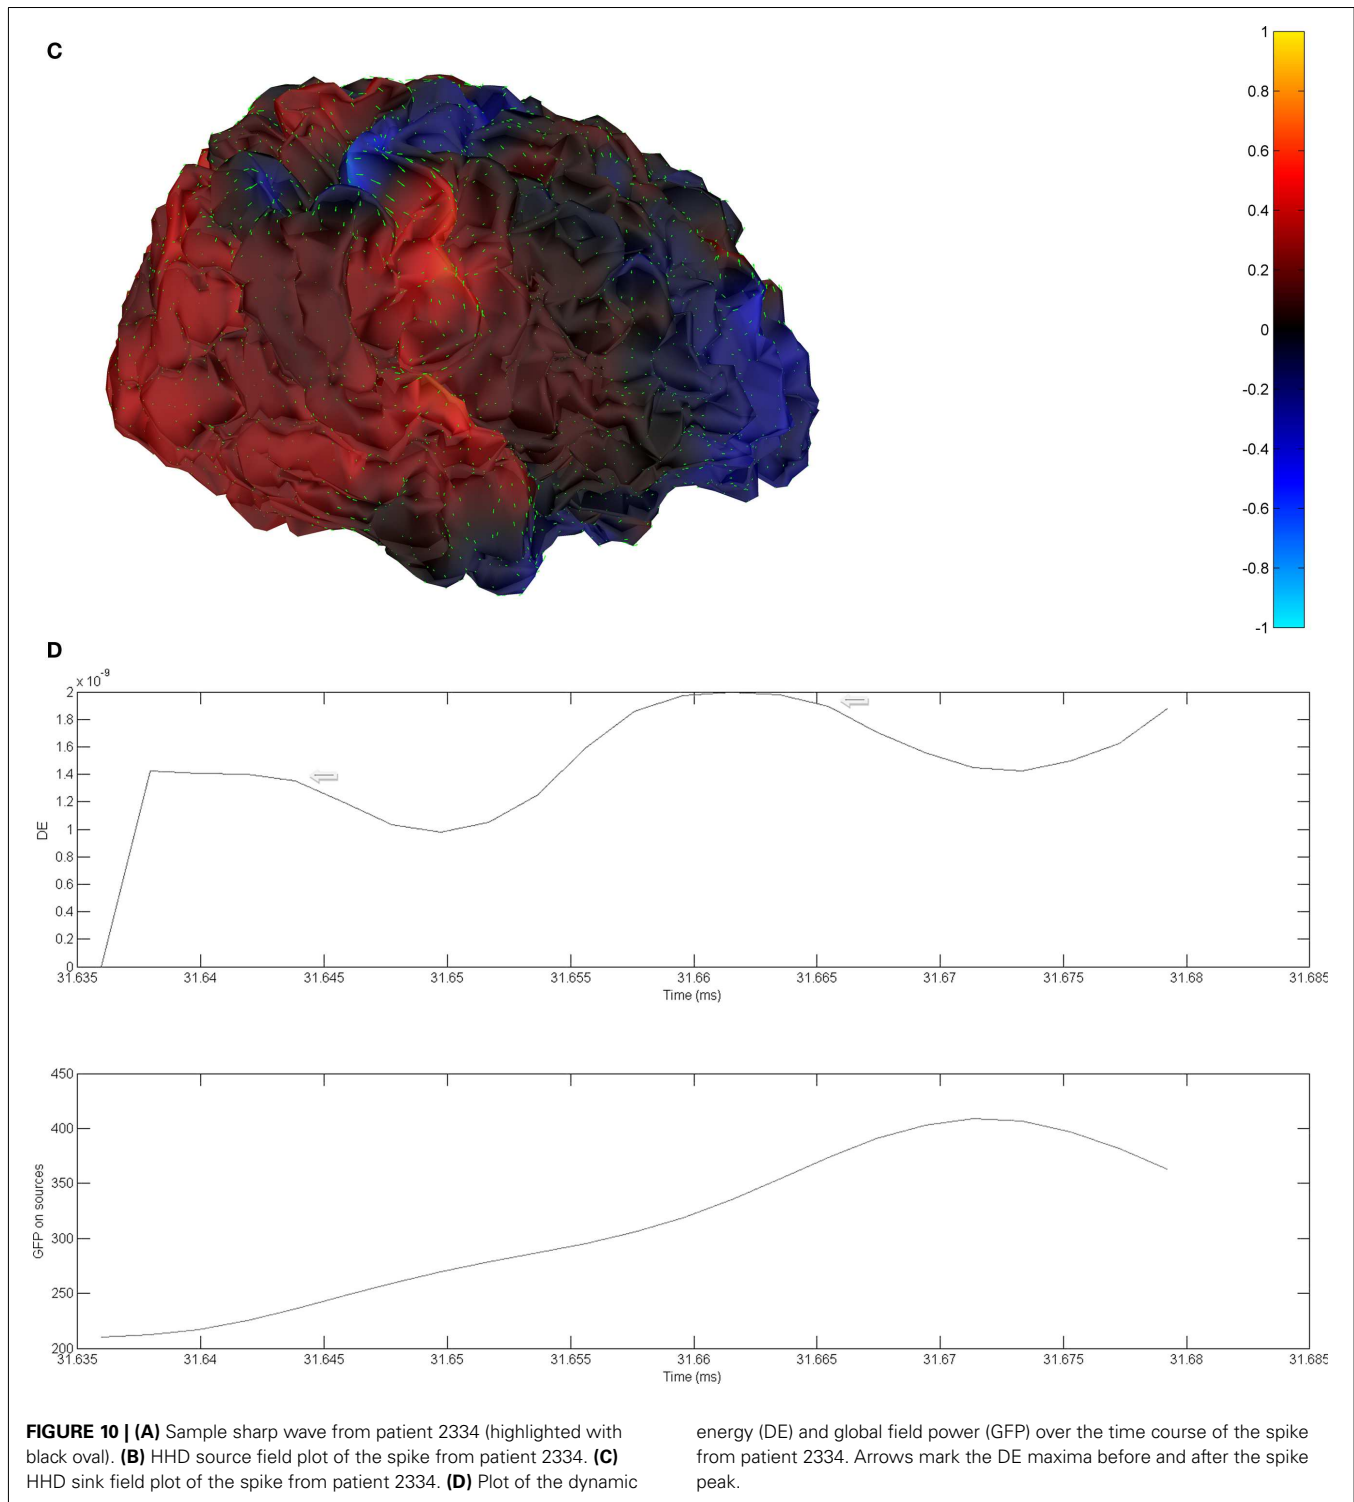 C
1
0.8
0.6
0.4
0.2
0
-0.2
-0.4
-0.6
-0.8
-1
D
x 10-9
2
1.8
1.6
1.4
1.2
1
0.8
0.6
0.4
0.2
0
DE
31.635 31.64 31.645 31.65 31.655 31.66 31.665 31.67 31.675 31.68 31.685
Time (ms)
450
400
350
300
250
200
GFP on sources
31.635 31.64 31.645 31.65 31.655 31.66 31.665 31.67 31.675 31.68 31.685
Time (ms)
FIGURE 10 | (A) Sample sharp wave from patient 2334 (highlighted with
black oval). (B) HHD source field plot of the spike from patient 2334. (C)
HHD sink field plot of the spike from patient 2334. (D) Plot of the dynamic
energy (DE) and global field power (GFP) over the time course of the spike
from patient 2334. Arrows mark the DE maxima before and after the spike
peak.